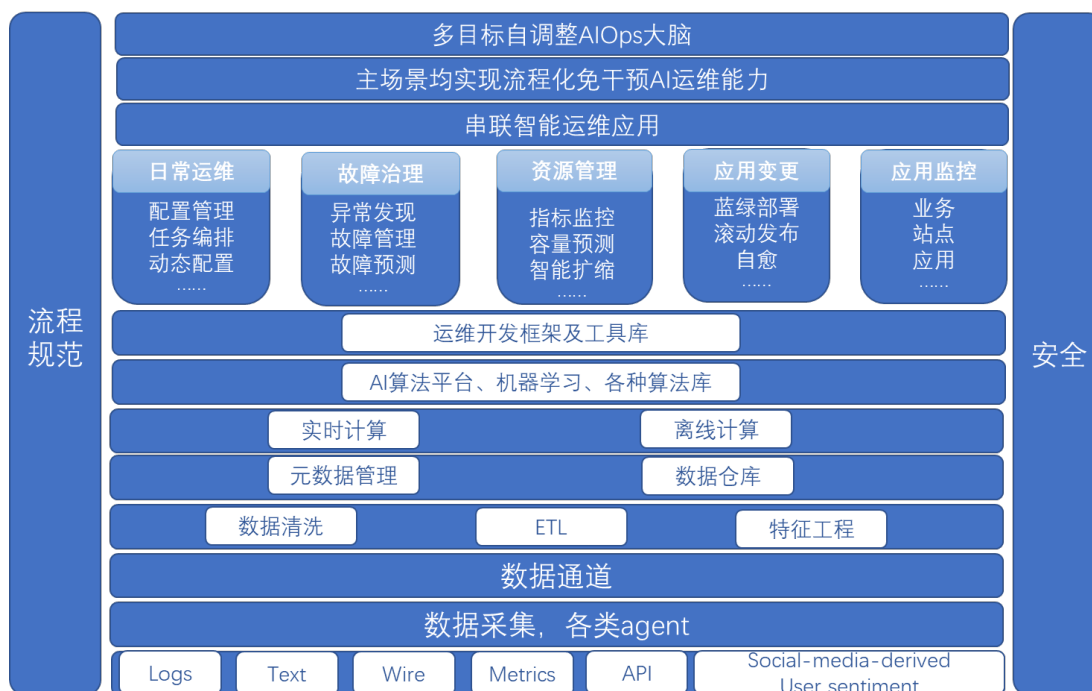 多目标自调整AIOps大脑
主场景均实现流程化免干预AI运维能力
串联智能运维应用
流程
规范
安全
日常运维
配置管理
任务编排
动态配置
……
故障治理
异常发现
故障管理
故障预测
……
资源管理
指标监控
容量预测
智能扩缩
……
应用变更
蓝绿部署
滚动发布
自愈
……
应用监控
业务
站点
应用
……
运维开发框架及工具库
AI算法平台、机器学习、各种算法库
实时计算
离线计算
元数据管理
数据仓库
数据清洗
ETL
特征工程
数据通道
数据采集，各类agent
Logs
Text
Wire
Metrics
API
Social-media-derived
User sentiment